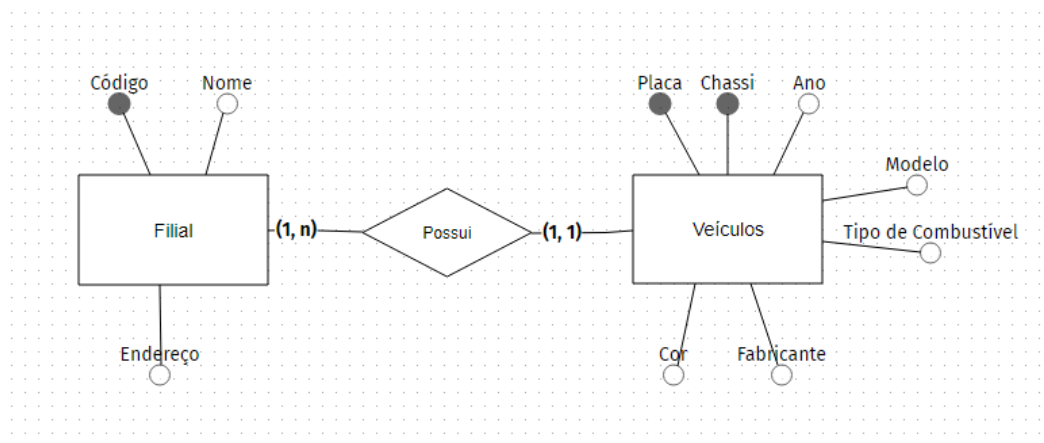 Código
Nome
Placa
Chassi
Ano
Modelo
Filial
(1, n)
Possui
(1, 1)
Veículos
Tipo de Combustível
Endereço
Cor
Fabricante